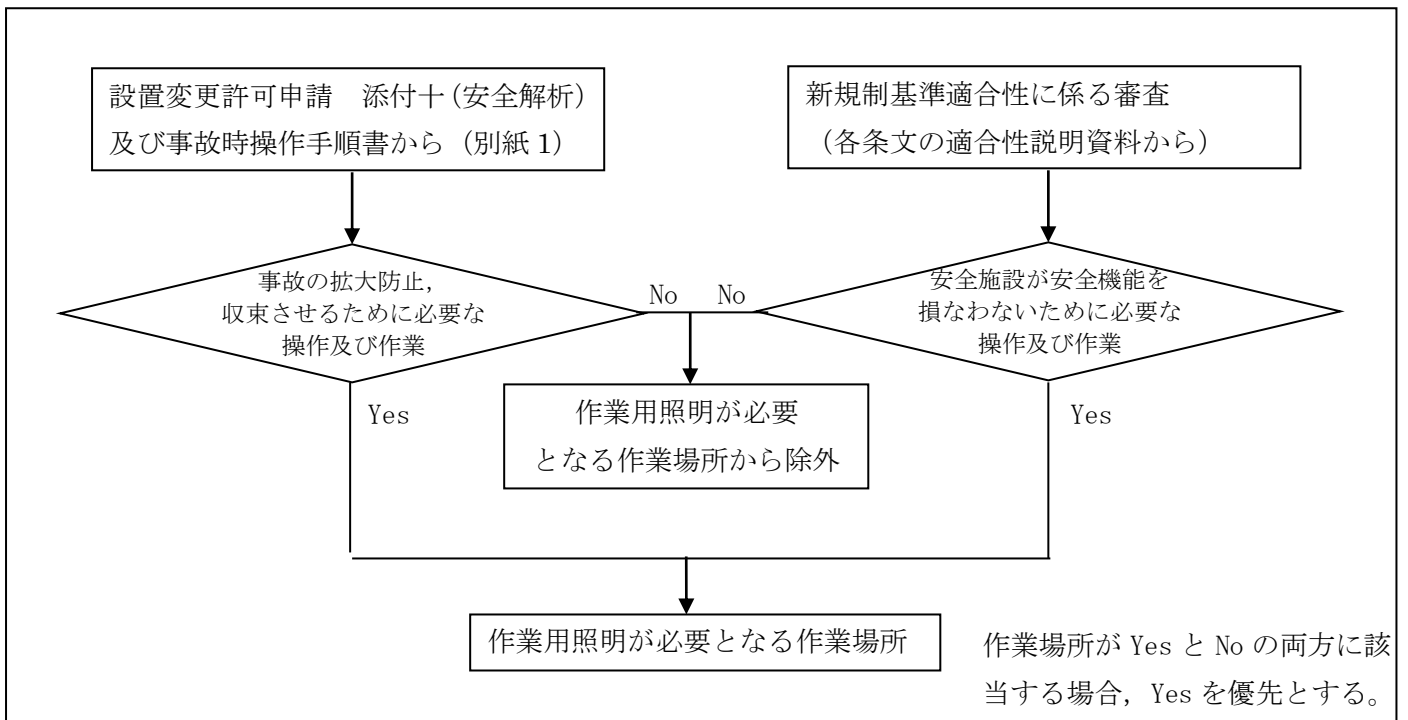 設置変更許可申請　添付十(安全解析)
及び事故時操作手順書から（別紙 1）
新規制基準適合性に係る審査
（各条文の適合性説明資料から）
事故の拡大防止,
収束させるために必要な
操作及び作業
No
No
安全施設が安全機能を
損なわないために必要な
操作及び作業
Yes
作業用照明が必要
となる作業場所から除外
Yes
作業用照明が必要となる作業場所
作業場所が Yes と No の両方に該
当する場合，Yes を優先とする。